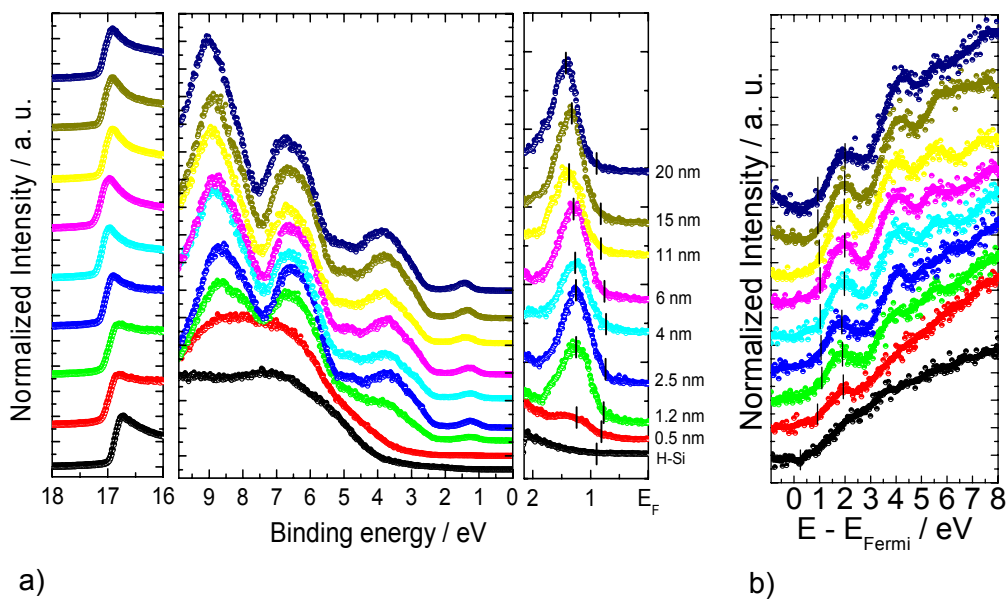 Normalized Intensity / a. u.
18 17 16
9 8 7 6 5 4 3 2 1 0
Binding energy / eV
2 1 E_F
20 nm
15 nm
11 nm
6 nm
4 nm
2.5 nm
1.2 nm
0.5 nm
H-Si
a)
Normalized Intensity / a. u.
0 1 2 3 4 5 6 7 8
E - E_Fermi / eV
b)